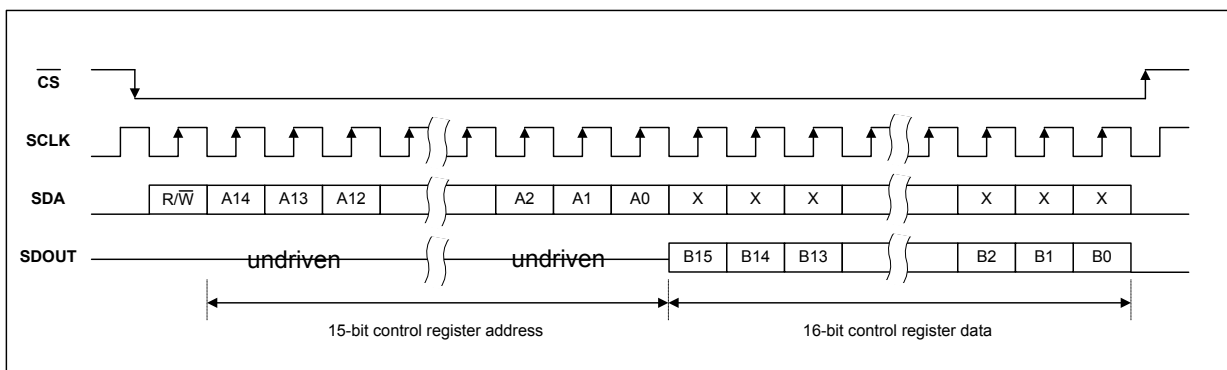 C̅S̅
SCLK
SDA R/W̅ A14 A13 A12 A2 A1 A0 X X X X X X
SDOUT undriven undriven B15 B14 B13 B2 B1 B0
15-bit control register address 16-bit control register data